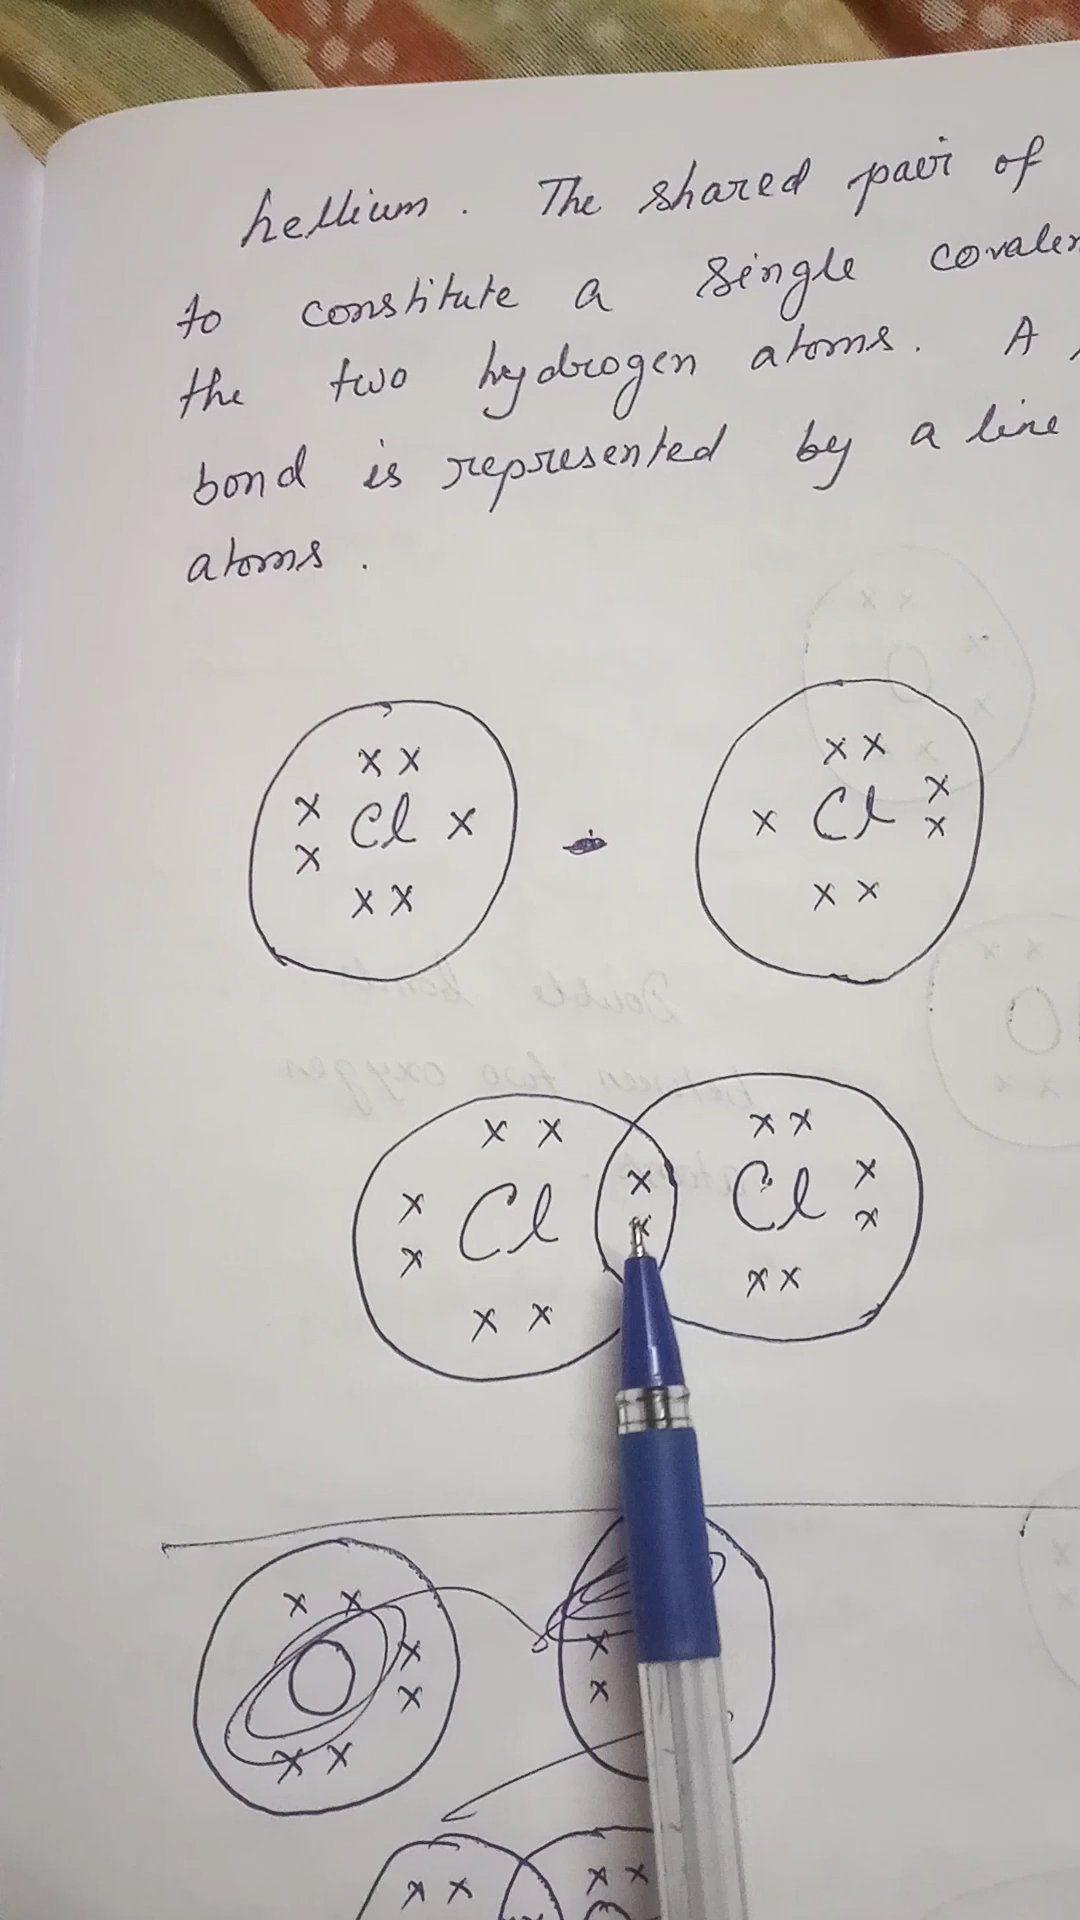 hellium. The shared pair of
to constitute a single covalen
the two hydrogen atoms. A
bond is represented by a line
atoms.
x x x x
x Cl x x Cl x
x x
x x x x
x x x x
x Cl x Cl x
x x x x
x x x x
x x
x x
x x
x x
x x x x